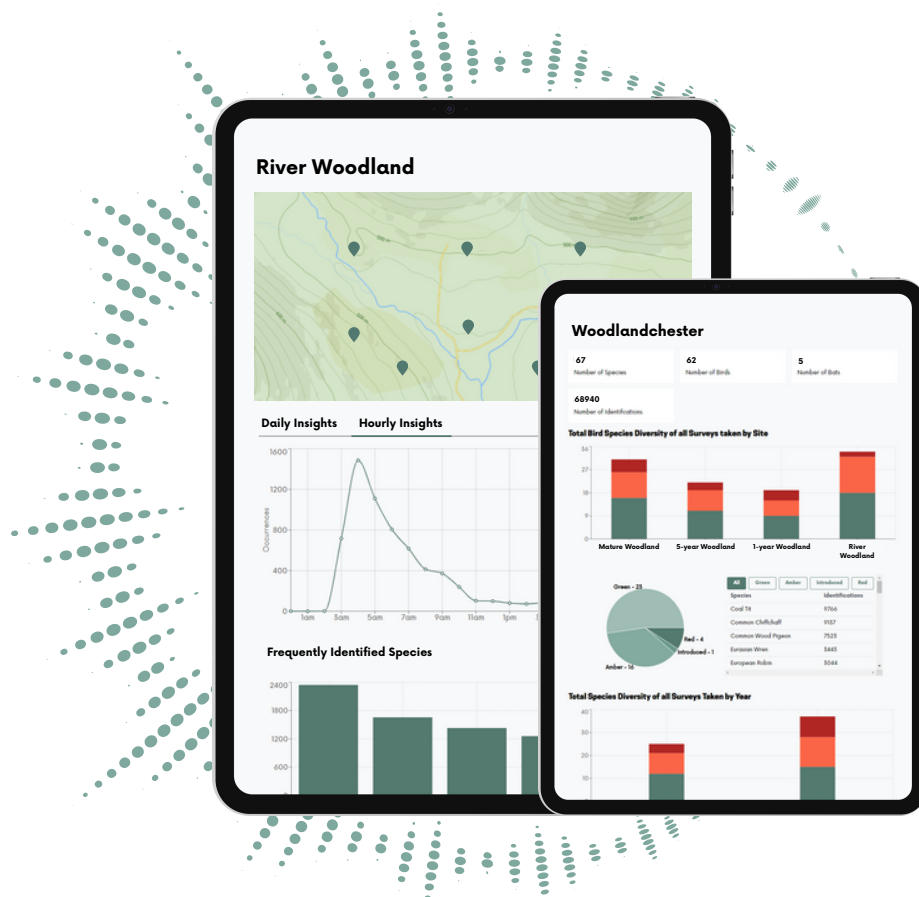 River Woodland
Daily Insights
Hourly Insights
1600
1200
800
400
0
Occurrences
1am
3am
5am
7am
9am
11am
1pm
Frequently Identified Species
2400
1800
1200
600
Woodlandchester
67
Number of Species
62
Number of Birds
5
Number of Bats
68940
Number of Identifications
Total Bird Species Diversity of all Surveys taken by Site
36
27
18
9
0
Mature Woodland
5-year Woodland
1-year Woodland
River
Woodland
Green - 25
Red - 4
Introduced - 1
Amber - 16
All
Green
Amber
Introduced
Red
Species
Identifications
Coal Tit
9766
Common Chiffchaff
9137
Common Wood Pigeon
7525
Eurasian Wren
5445
European Robin
5044
Total Species Diversity of all Surveys Taken by Year
40
30
20
10